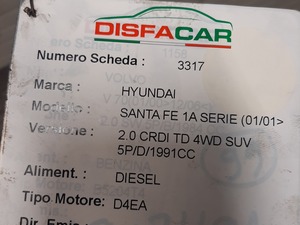 DISFACAR
Numero Scheda : 3317
Marca : HYUNDAI
Modello : SANTA FE 1A SERIE (01/01>
Versione : 2.0 CRDI TD 4WD SUV
5P/D/1991CC
Aliment. : DIESEL
Tipo Motore: D4EA